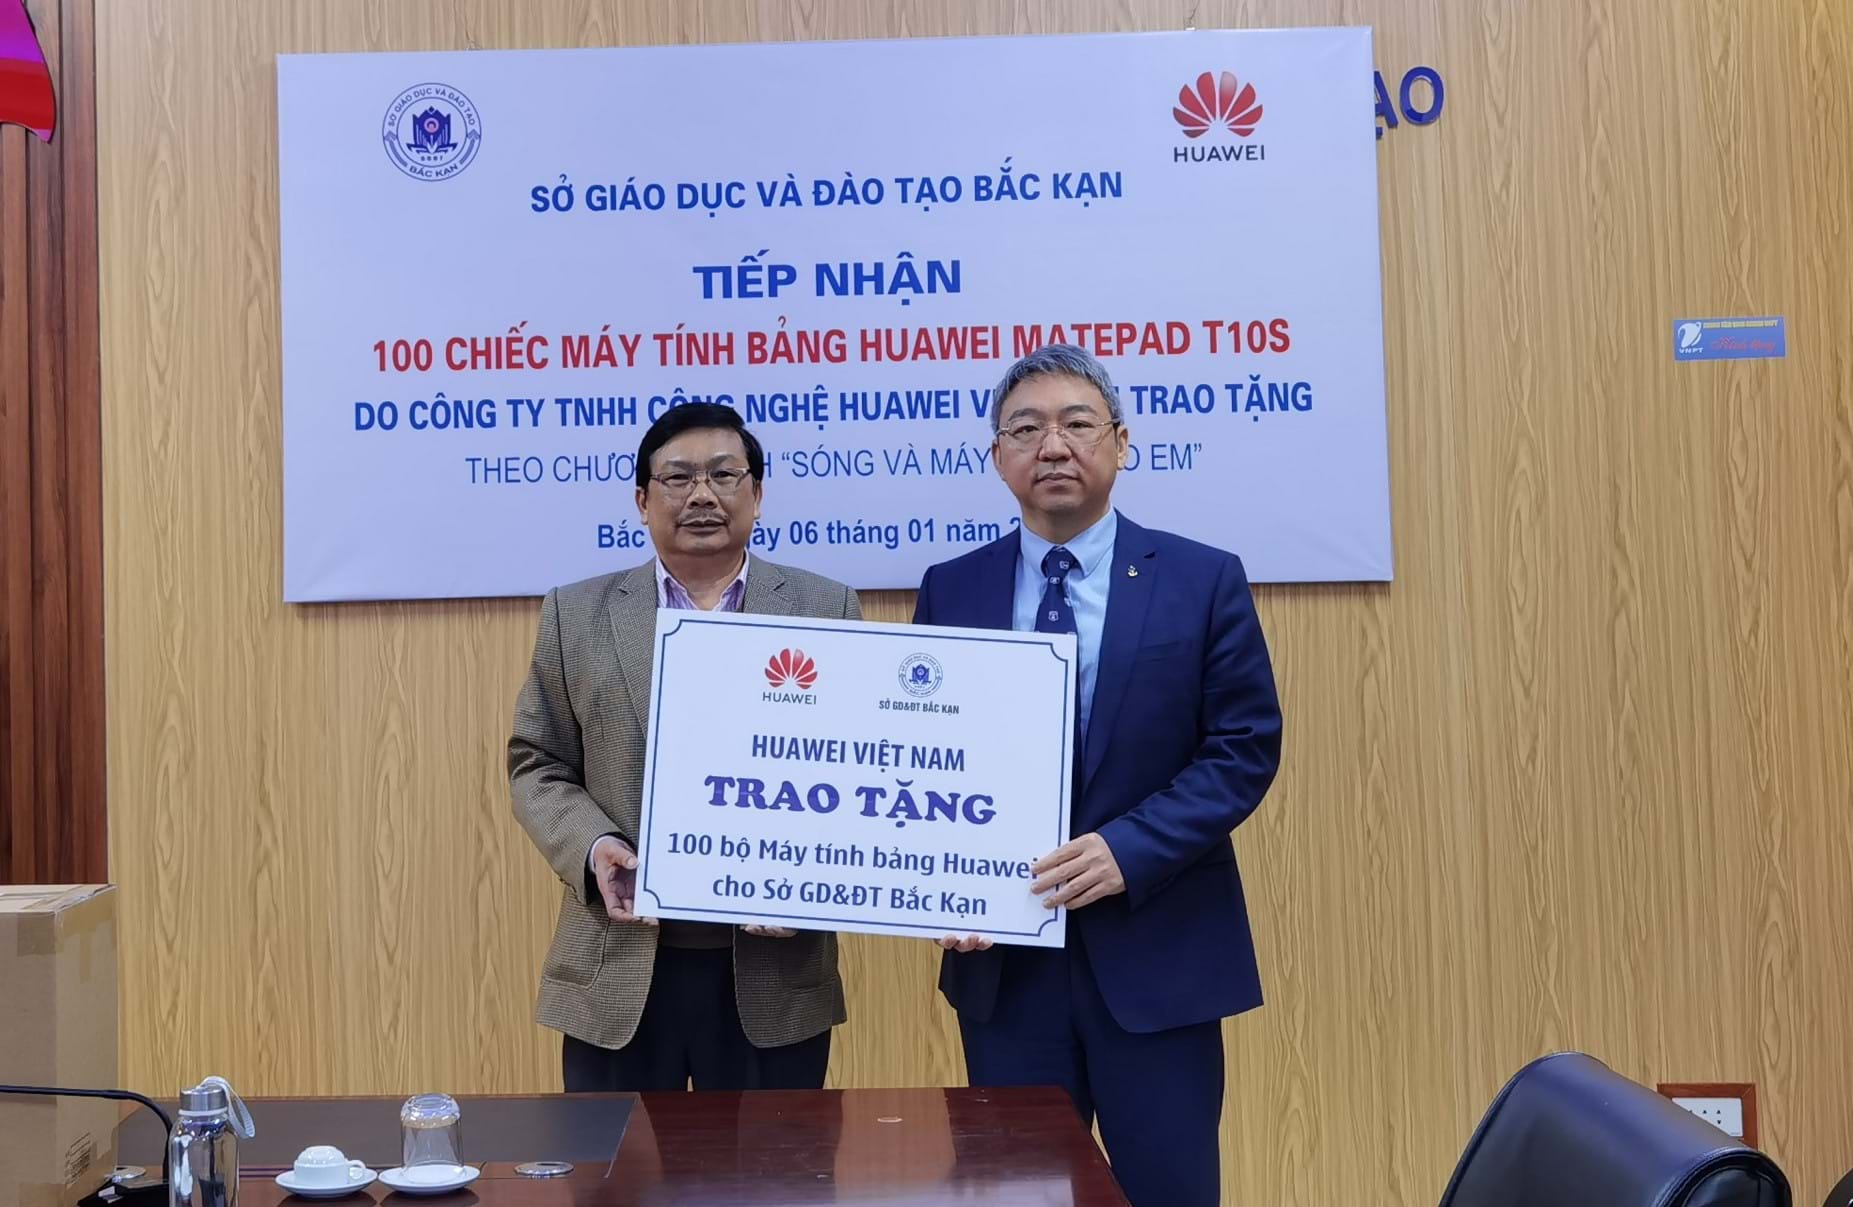 SỞ GIÁO DỤC VÀ ĐÀO TẠO
BẮC KẠN
HUAWEI
ẠO
SỞ GIÁO DỤC VÀ ĐÀO TẠO BẮC KẠN
TIẾP NHẬN
100 CHIẾC MÁY TÍNH BẢNG HUAWEI MATEPAD T10S
DO CÔNG TY TNHH CÔNG NGHỆ HUAWEI TRAO TẶNG
THEO "SÓNG VÀ MÁY EM"
Bắc 06 tháng 01 năm
VNPT
HUAWEI
SỞ GD&ĐT BẮC KẠN
HUAWEI VIỆT NAM
TRAO TẶNG
100 bộ Máy tính bảng Huawei
cho Sở GD&ĐT Bắc Kạn